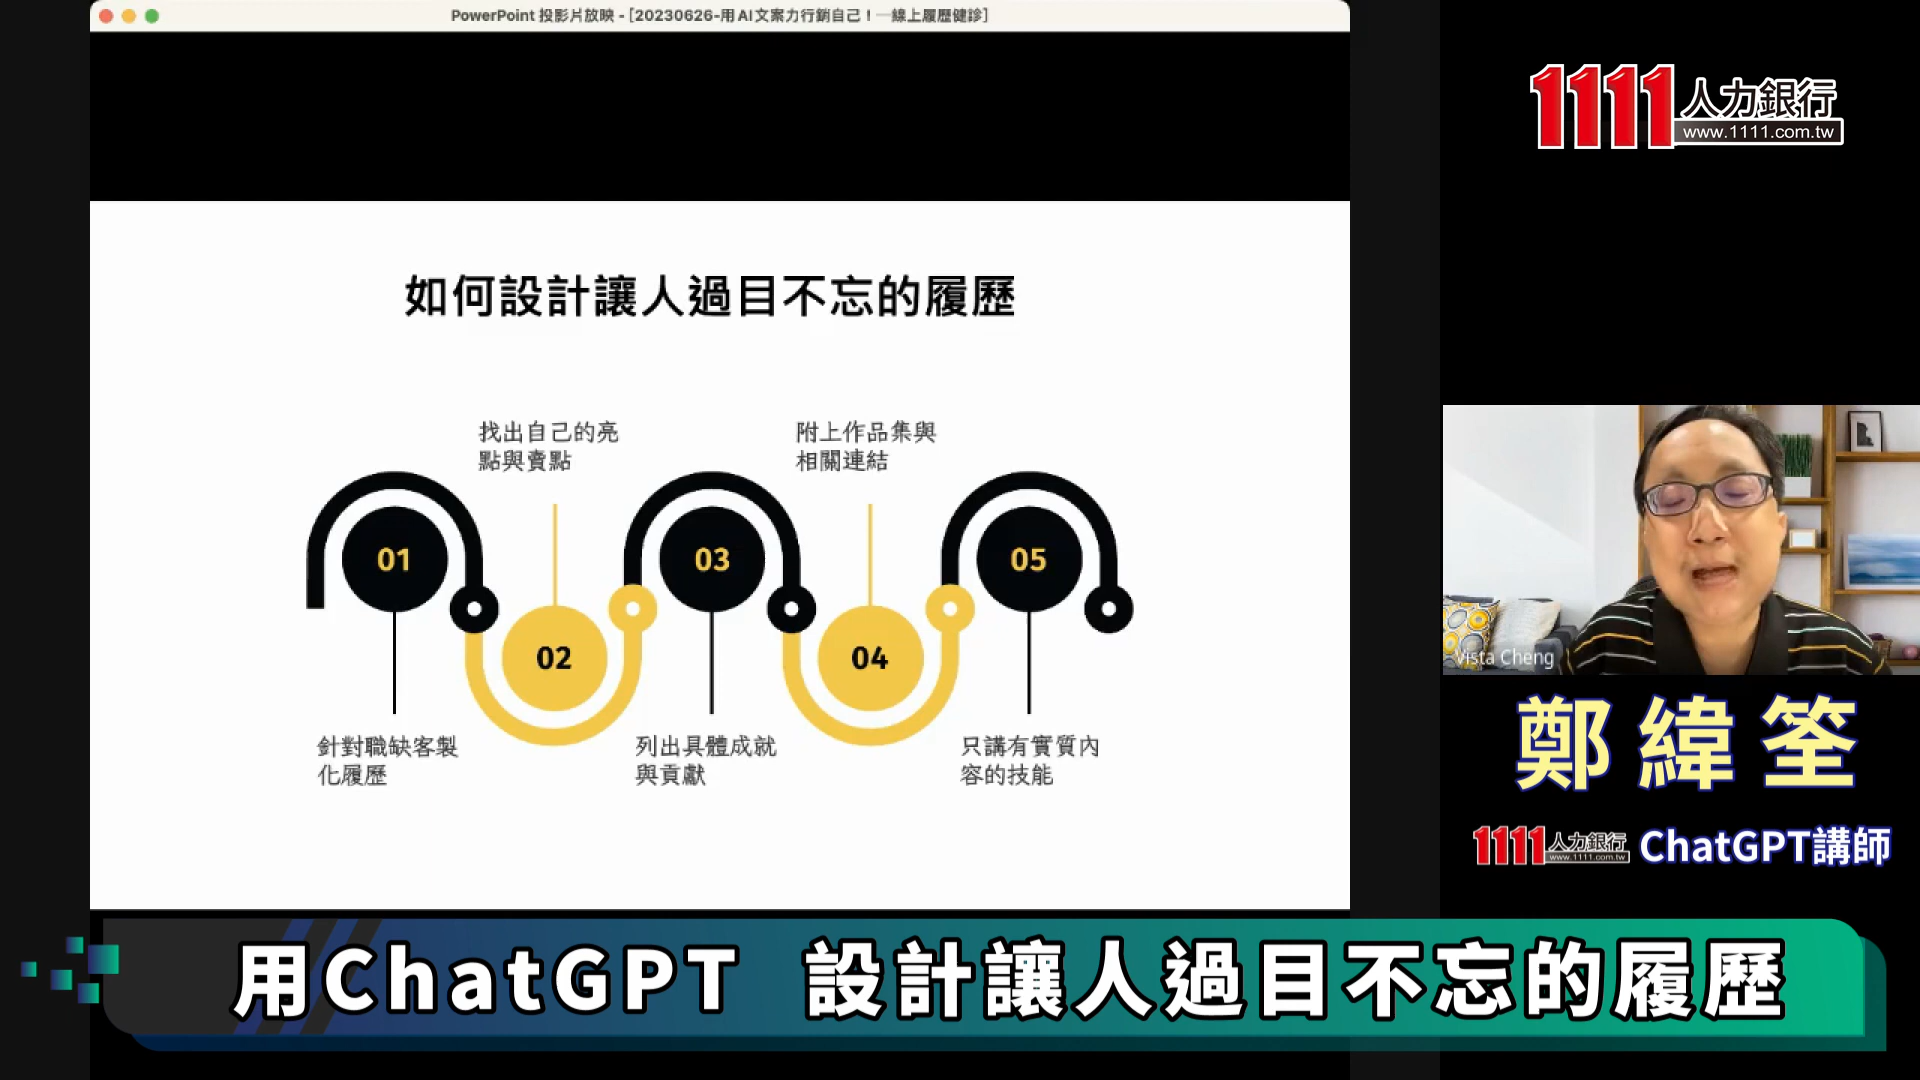 PowerPoint 投影片放映 - [20230626-用AI文案力行銷自己！—線上履歷健診]
1111人力銀行
www.1111.com.tw
如何設計讓人過目不忘的履歷
找出自己的亮
點與賣點
附上作品集與
相關連結
01
03
05
02
04
針對職缺客製
化履歷
列出具體成就
與貢獻
只講有實質內
容的技能
Vista Cheng
鄭緯筌
1111人力銀行 ChatGPT講師
www.1111.com.tw
用ChatGPT 設計讓人過目不忘的履歷